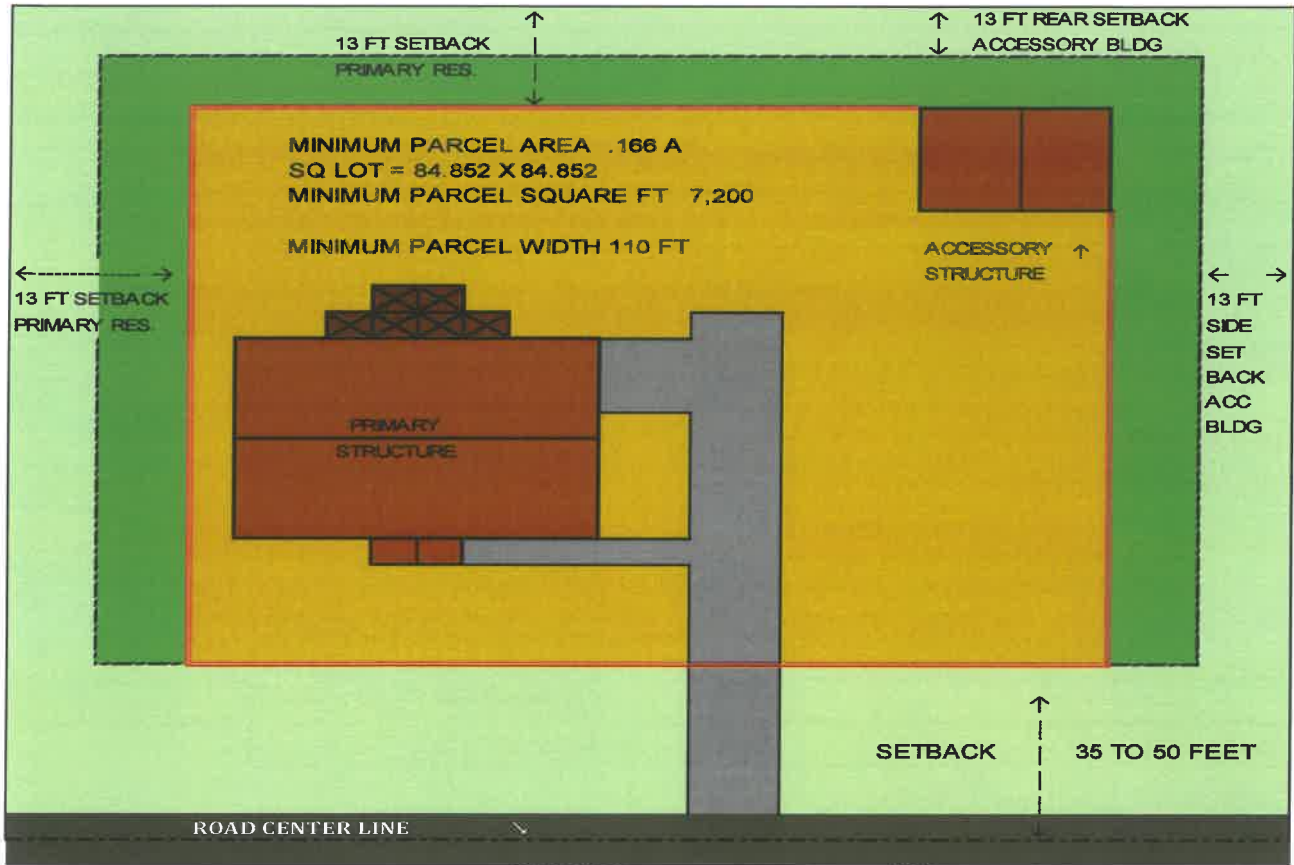 13 FT SETBACK
PRIMARY RES.
13 FT REAR SETBACK
ACCESSORY BLDG
MINIMUM PARCEL AREA .166 A
SQ LOT = 84.852 X 84.852
MINIMUM PARCEL SQUARE FT 7,200
MINIMUM PARCEL WIDTH 110 FT
ACCESSORY
STRUCTURE
13 FT SETBACK
PRIMARY RES.
13 FT
SIDE
SET
BACK
ACC
BLDG
PRIMARY
STRUCTURE
SETBACK 35 TO 50 FEET
ROAD CENTER LINE